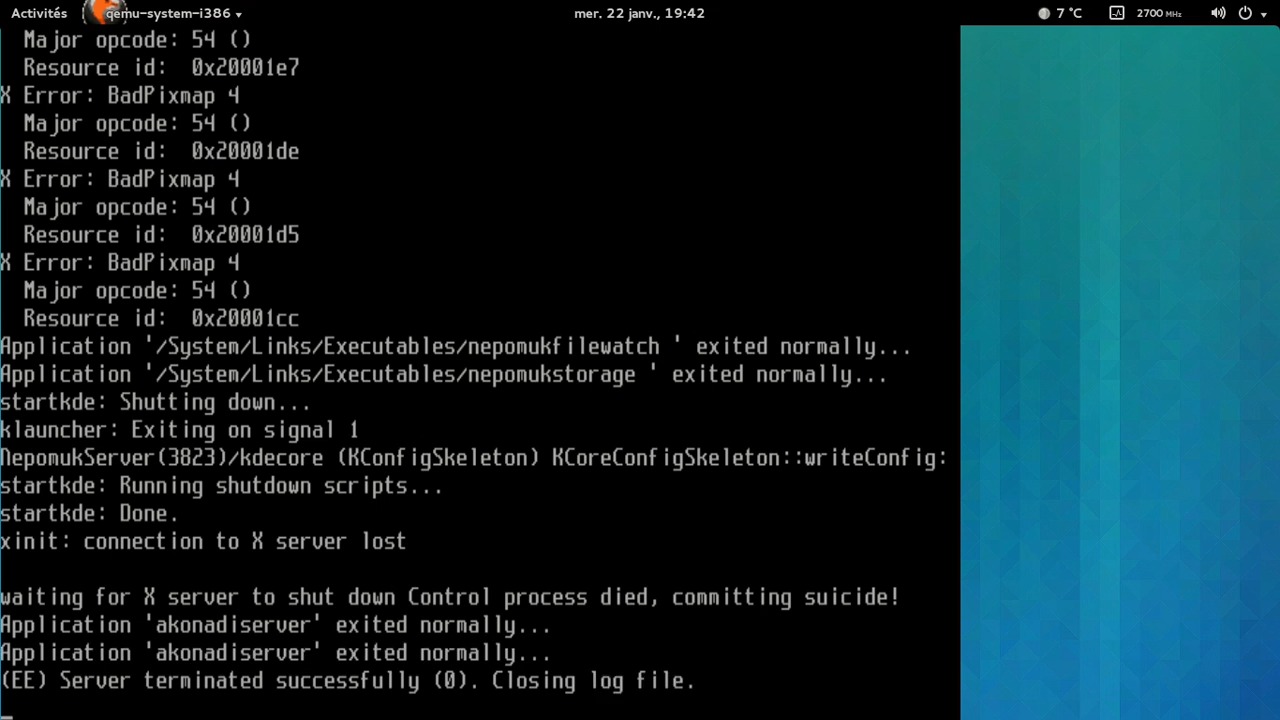 Activités qemu-system-i386 mer. 22 janv., 19:42 7 °C 2700 MHz
Major opcode: 54 ()
Resource id: 0x20001e7
X Error: BadPixmap 4
Major opcode: 54 ()
Resource id: 0x20001de
X Error: BadPixmap 4
Major opcode: 54 ()
Resource id: 0x20001d5
X Error: BadPixmap 4
Major opcode: 54 ()
Resource id: 0x20001cc
Application '/System/Links/Executables/nepomukfilewatch ' exited normally...
Application '/System/Links/Executables/nepomukstorage ' exited normally...
startkde: Shutting down...
klauncher: Exiting on signal 1
NepomukServer(3823)/kdecore (KConfigSkeleton) KCoreConfigSkeleton::writeConfig:
startkde: Running shutdown scripts...
startkde: Done.
xinit: connection to X server lost
waiting for X server to shut down Control process died, committing suicide!
Application 'akonadiserver' exited normally...
Application 'akonadiserver' exited normally...
(EE) Server terminated successfully (0). Closing log file.